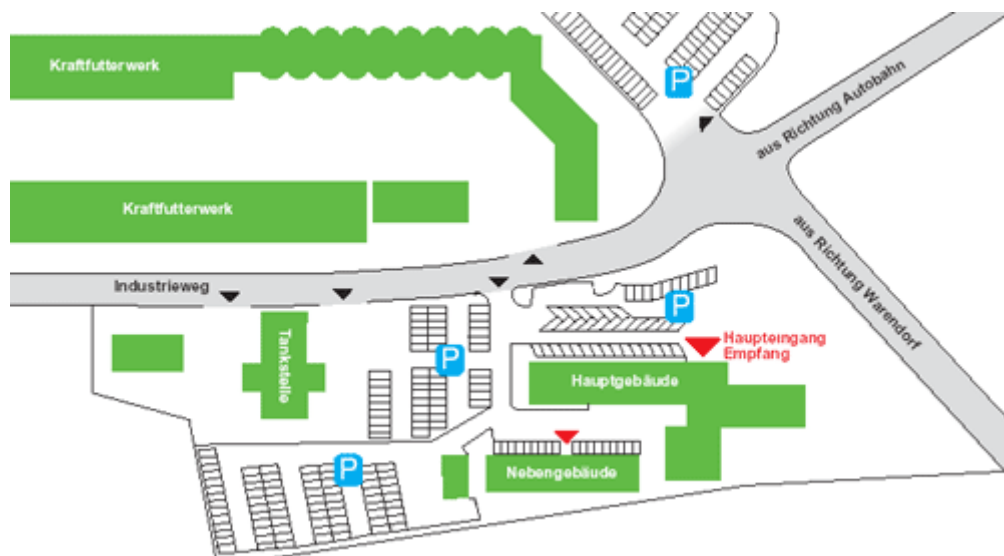 Kraftfutterwerk
P
aus Richtung Autobahn
Kraftfutterwerk
aus Richtung Warendorf
Industrieweg
P
Haupteingang
Empfang
Tankstelle
P
Hauptgebäude
P
Nebengebäude